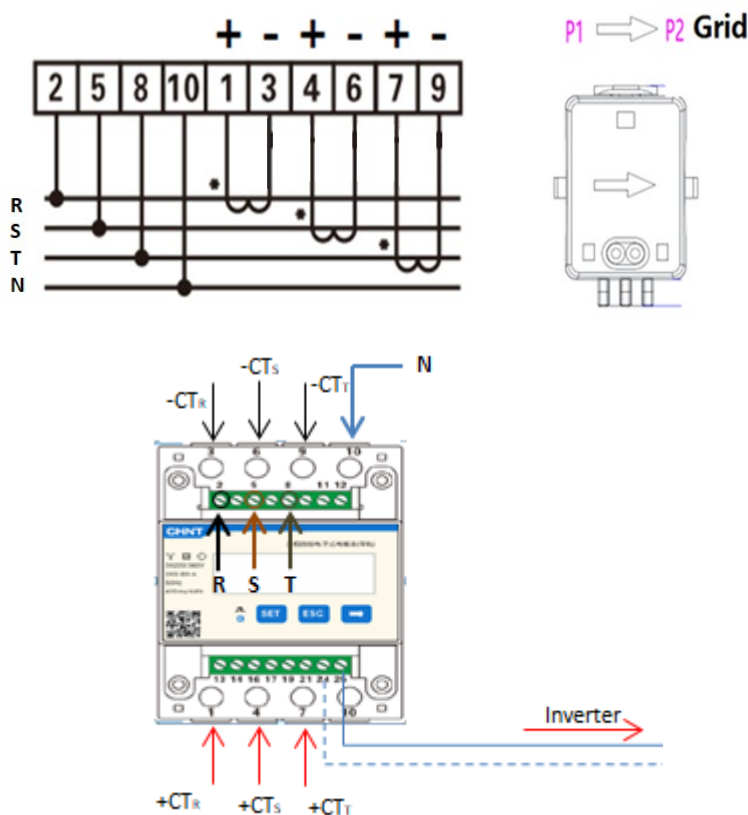 + - + - + -
P1 P2 Grid
2 5 8 10 1 3 4 6 7 9
R
S
T
N
-CTS N
-CTR -CTT
3 6 9 10
2 5 8 11 12
CHNT
R S T
SET ESC
13 14 16 17 19 21 24 25
1 4 7 10
Inverter
+CTR +CTS +CTT